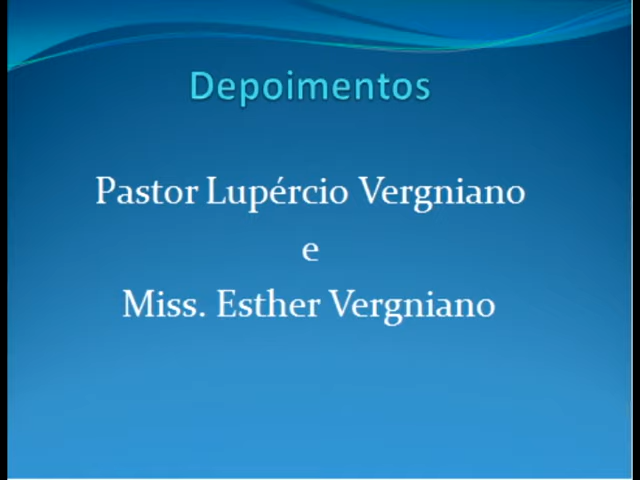 Depoimentos
Pastor Lupércio Vergniano
e
Miss. Esther Vergniano